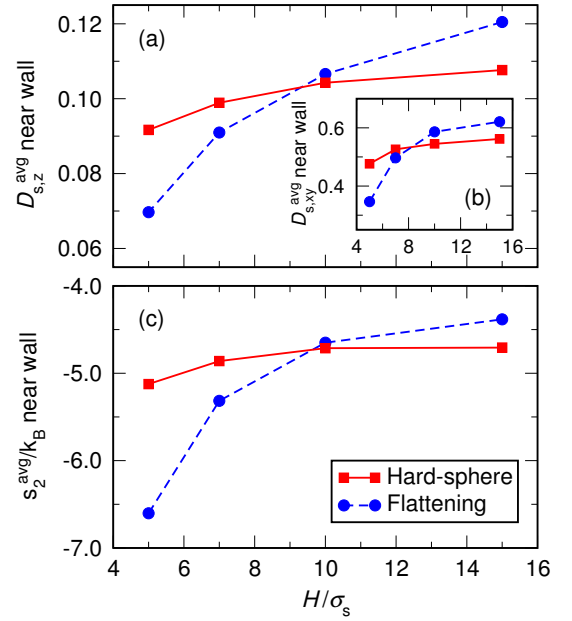 0.12
0.10
0.08
0.06
D_{s,z}^{avg} near wall
(a)
0.6
0.4
D_{s,xy}^{avg} near wall
(b)
4 8 12 16
-4.0
-5.0
-6.0
-7.0
s_2^{avg}/k_B near wall
(c)
Hard-sphere
Flattening
4 6 8 10 12 14 16
H/σ_s